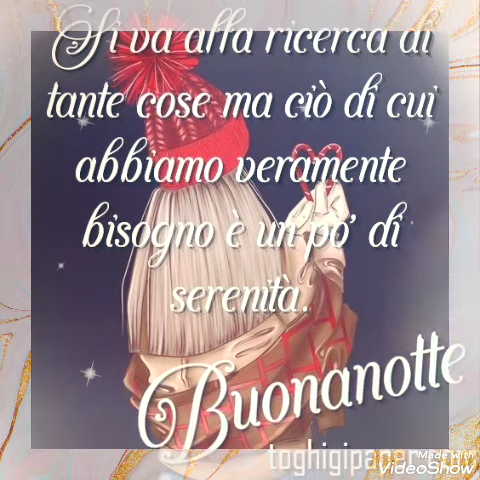 Si va alla ricerca di
tante cose ma ciò di cui
abbiamo veramente
bisogno è un po' di
serenità.
Buonanotte
Made with
VideoShow